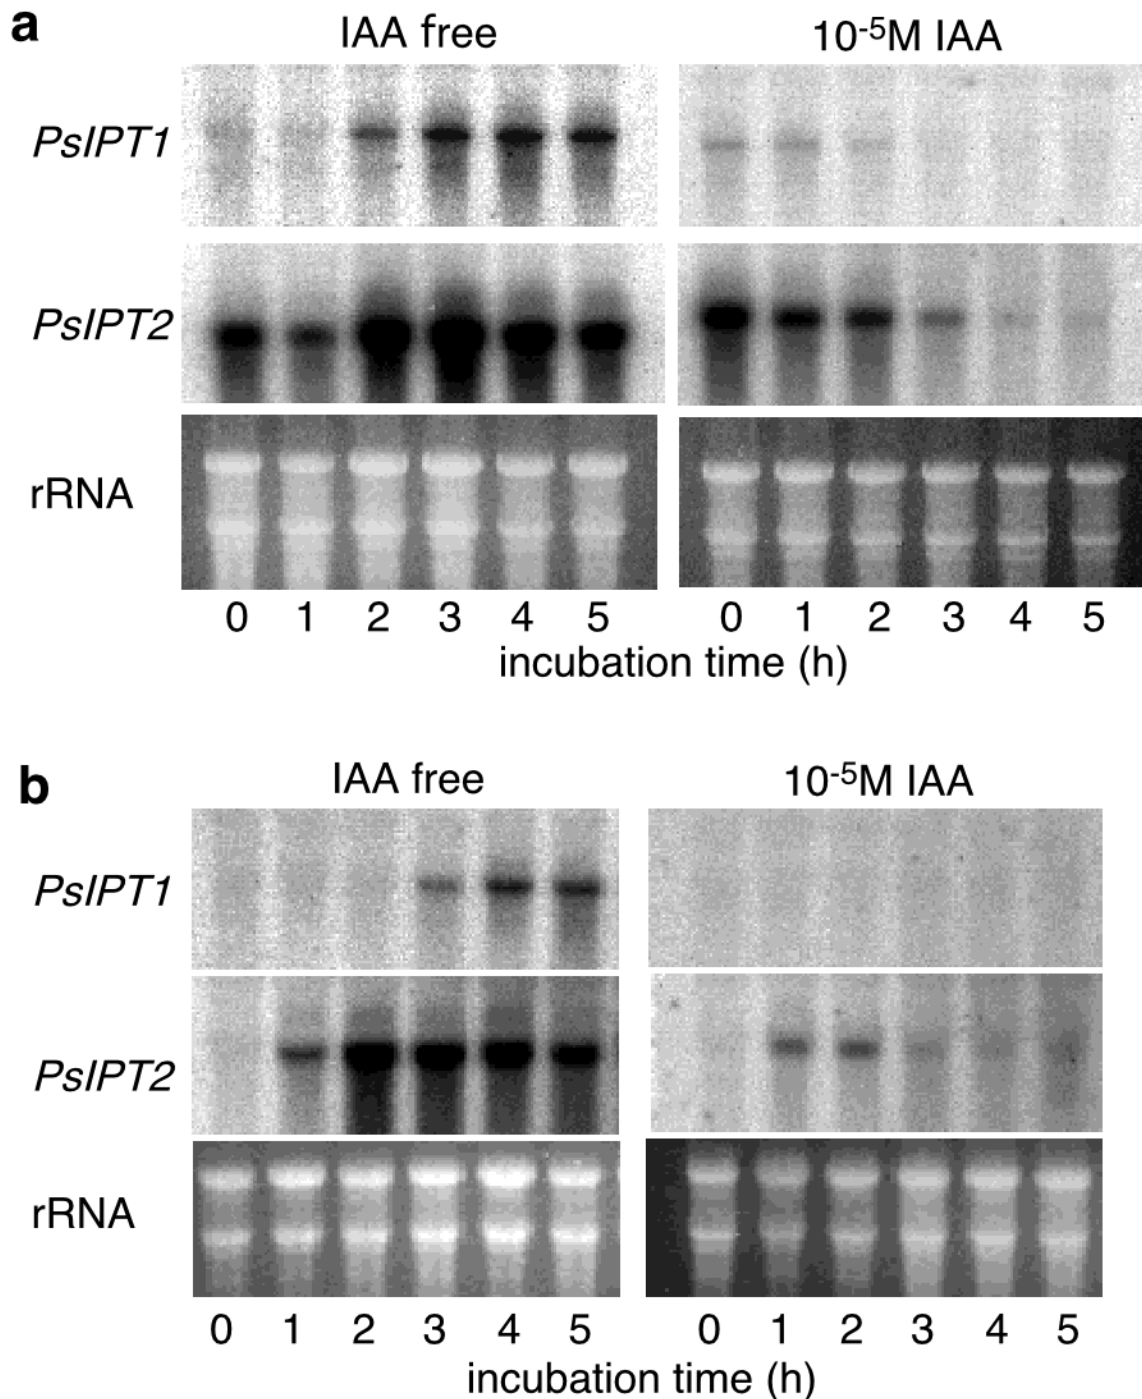 a
IAA free 10⁻⁵M IAA
PsIPT1
PsIPT2
rRNA
0 1 2 3 4 5 0 1 2 3 4 5
incubation time (h)
b
IAA free 10⁻⁵M IAA
PsIPT1
PsIPT2
rRNA
0 1 2 3 4 5 0 1 2 3 4 5
incubation time (h)